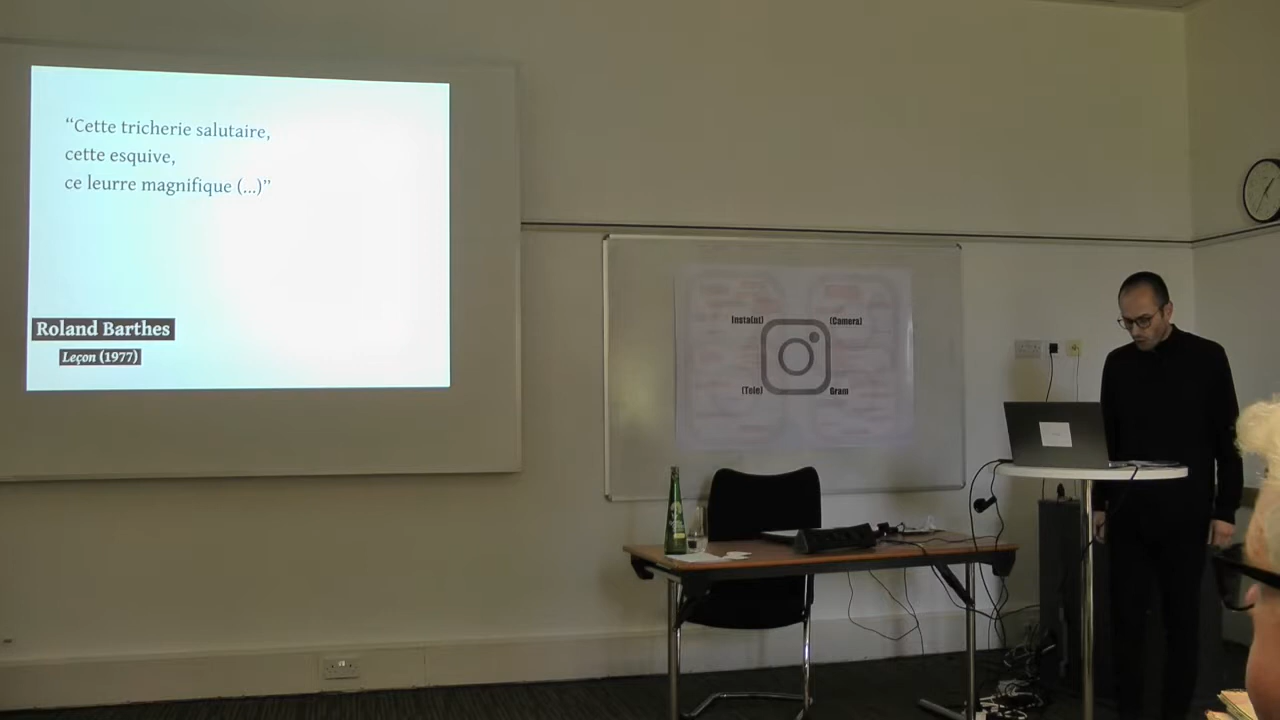 “Cette tricherie salutaire,
cette esquive,
ce leurre magnifique (...)”
Roland Barthes
Leçon (1977)
Insta(nt)
(Camera)
(Tele)
Gram